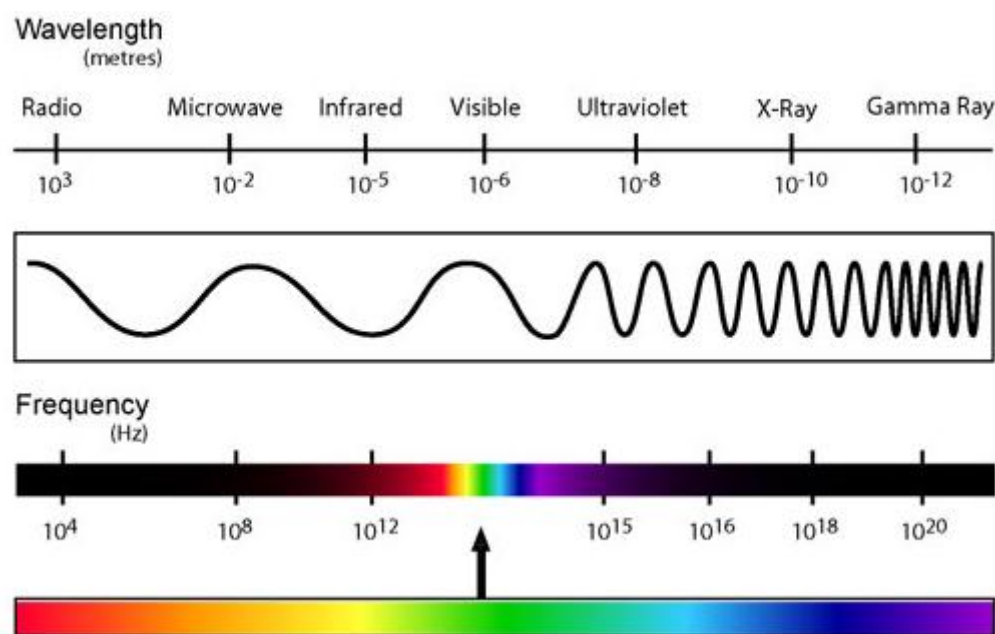 Wavelength
(metres)
Radio Microwave Infrared Visible Ultraviolet X-Ray Gamma Ray
10³ 10⁻² 10⁻⁵ 10⁻⁶ 10⁻⁸ 10⁻¹⁰ 10⁻¹²
Frequency
(Hz)
10⁴ 10⁸ 10¹² 10¹⁵ 10¹⁶ 10¹⁸ 10²⁰